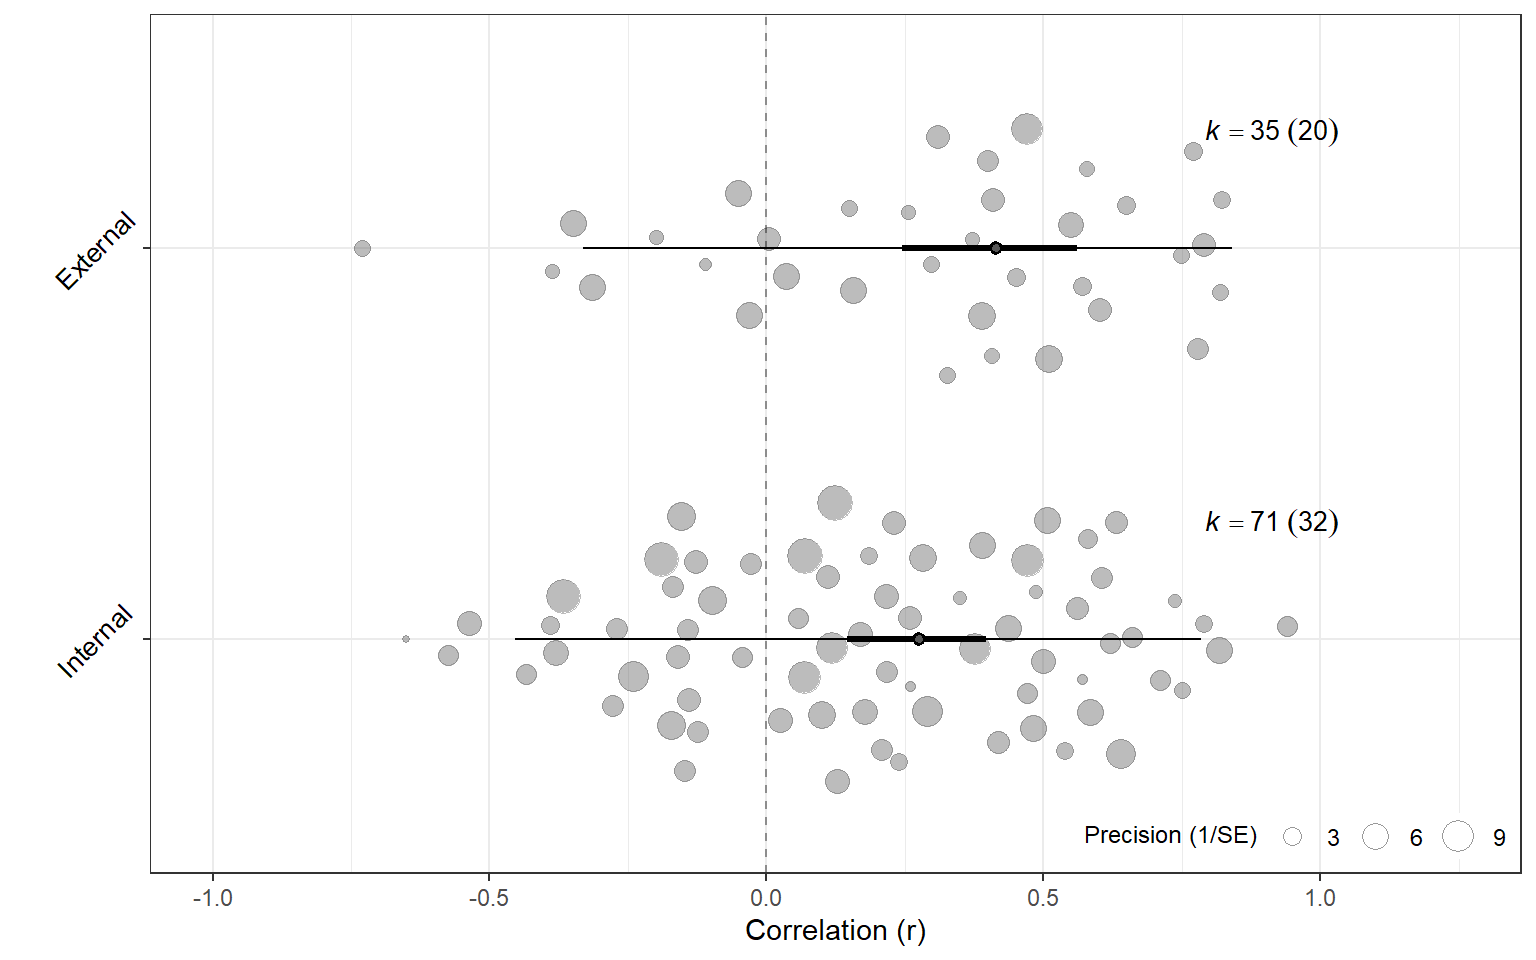 k = 35 (20)
External
k = 71 (32)
Internal
Precision (1/SE) 3 6 9
-1.0 -0.5 0.0 0.5 1.0
Correlation (r)